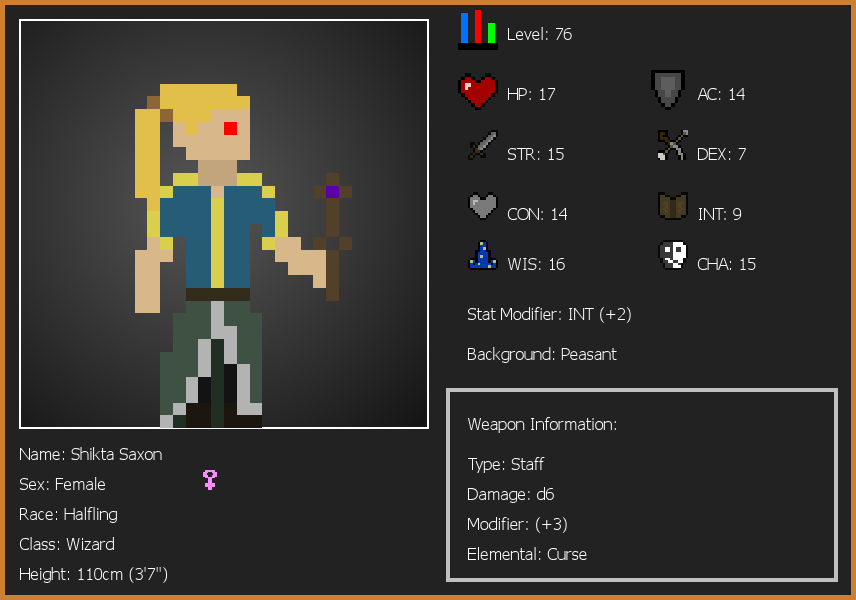 Level: 76
HP: 17
AC: 14
STR: 15
DEX: 7
CON: 14
INT: 9
WIS: 16
CHA: 15
Stat Modifier: INT (+2)
Background: Peasant
Weapon Information:
Type: Staff
Damage: d6
Modifier: (+3)
Elemental: Curse
Name: Shikta Saxon
Sex: Female
Race: Halfling
Class: Wizard
Height: 110cm (3'7")